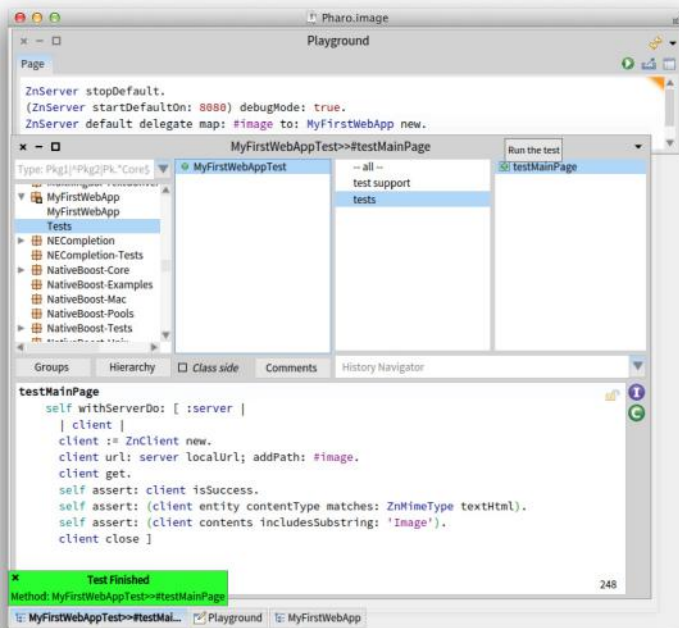 Pharo.image
Playground
Page
ZnServer stopDefault.
(ZnServer startDefaultOn: 8080) debugMode: true.
ZnServer default delegate map: #image to: MyFirstWebApp new.
MyFirstWebAppTest>>#testMainPage
Run the test
Type: Pkg1|^Pkg2|Pk.*Core$
MyFirstWebApp
MyFirstWebApp
Tests
NECompletion
NECompletion-Tests
NativeBoost-Core
NativeBoost-Examples
NativeBoost-Mac
NativeBoost-Pools
NativeBoost-Tests
MyFirstWebAppTest
-- all --
test support
tests
testMainPage
Groups
Hierarchy
Class side
Comments
History Navigator
testMainPage
self withServerDo: [ :server |
| client |
client := ZnClient new.
client url: server localUrl; addPath: #image.
client get.
self assert: client isSuccess.
self assert: (client entity contentType matches: ZnMimeType textHtml).
self assert: (client contents includesSubstring: 'Image').
client close ]
I
C
248
Test Finished
Method: MyFirstWebAppTest>>#testMainPage
MyFirstWebAppTest>>#testMai...
Playground
MyFirstWebApp